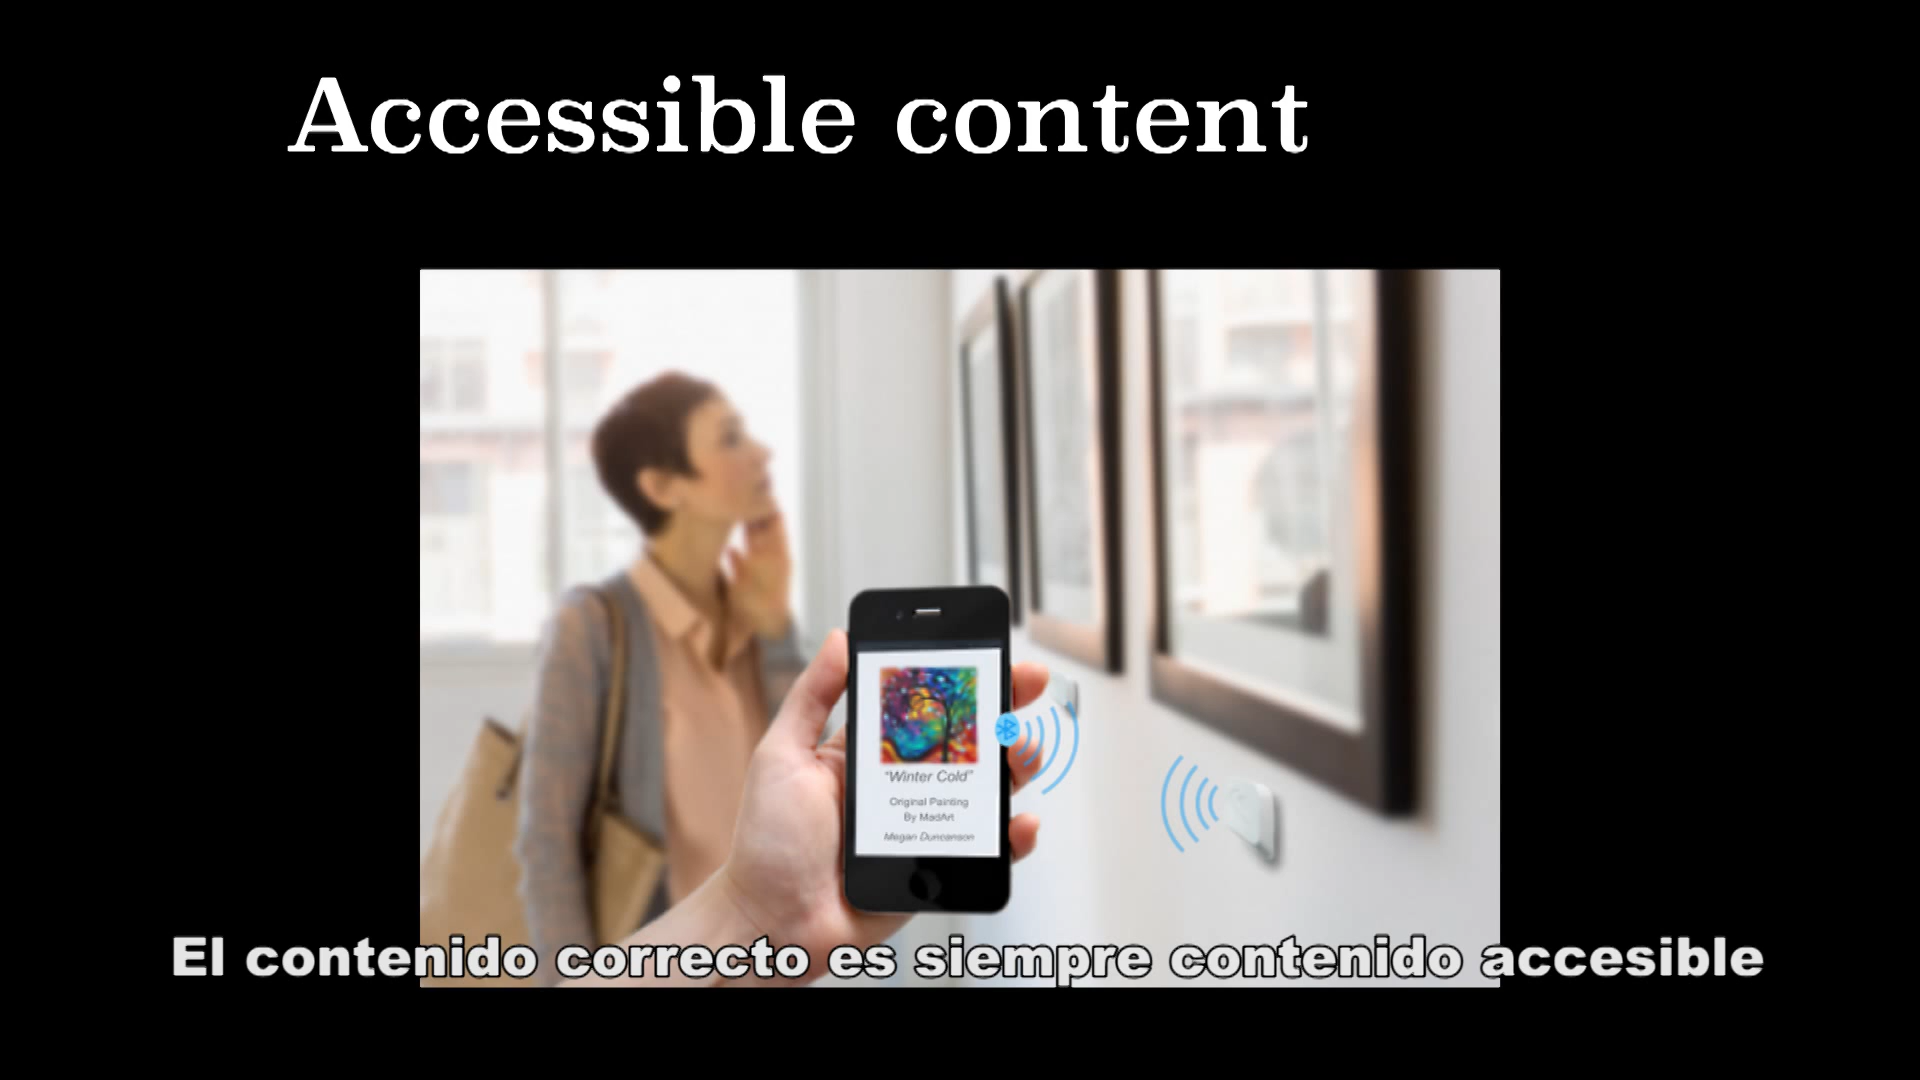 Accessible content
"Winter Cold"
Original Painting
By MadArt
Megan Duncanson
El contenido correcto es siempre contenido accesible